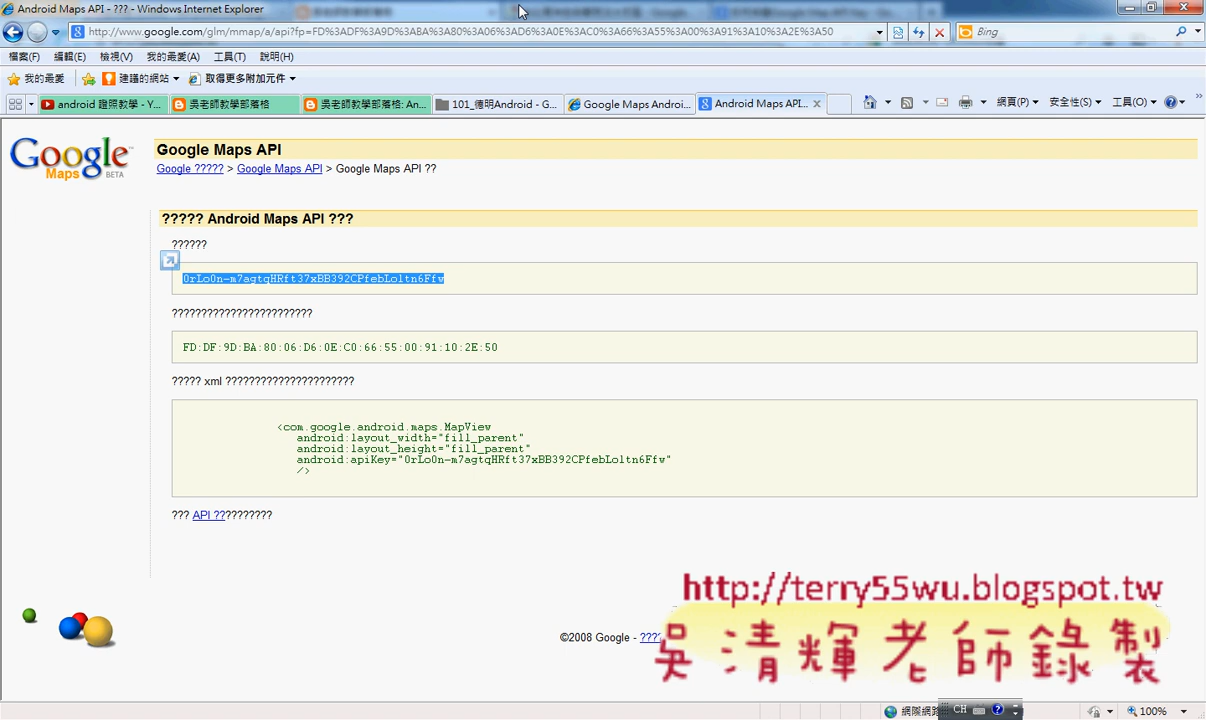 Android Maps API - ??? - Windows Internet Explorer
http://www.google.com/glm/mmap/a/api?fp=FD%3ADF%3A9D%3ABA%3A80%3A06%3AD6%3A0E%3AC0%3A66%3A55%3A00%3A91%3A10%3A2E%3A50
Bing
檔案(F) 編輯(E) 檢視(V) 我的最愛(A) 工具(T) 說明(H)
我的最愛 建議的網站 取得更多附加元件
android 證照教學 - Y... 吳老師教學部落格 吳老師教學部落格: An... 101_德明Android - G... Google Maps Androi... Android Maps API... 網頁(P) 安全性(S) 工具(O)
Google
Maps BETA
Google Maps API
Google ????? > Google Maps API > Google Maps API ??
????? Android Maps API ???
??????
0rLo0n-m7agtqHRft37xBB392CPfebLoltn6Ffw
????????????????????????
FD:DF:9D:BA:80:06:D6:0E:C0:66:55:00:91:10:2E:50
????? xml ??????????????????????
<com.google.android.maps.MapView
android:layout_width="fill_parent"
android:layout_height="fill_parent"
android:apiKey="0rLo0n-m7agtqHRft37xBB392CPfebLoltn6Ffw"
/>
??? API ??????????
http://terry55wu.blogspot.tw
©2008 Google - ????
吳清輝老師錄製
CH
100%